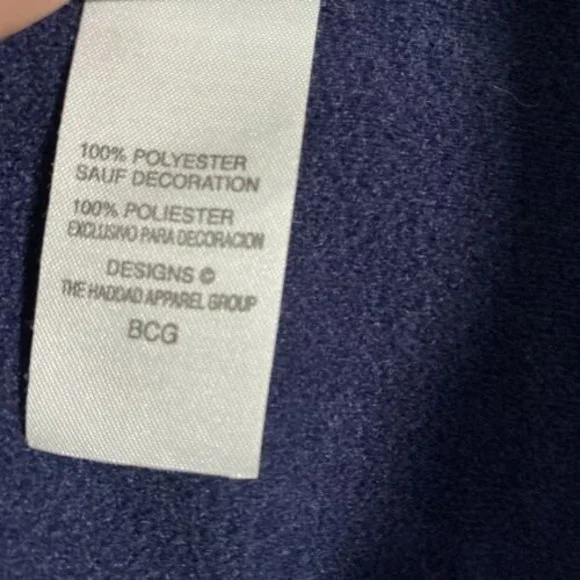 100% POLYESTER
SAUF DECORATION
100% POLIESTER
EXCLUSIVO PARA DECORACION
DESIGNS ©
THE HADDAD APPAREL GROUP
BCG